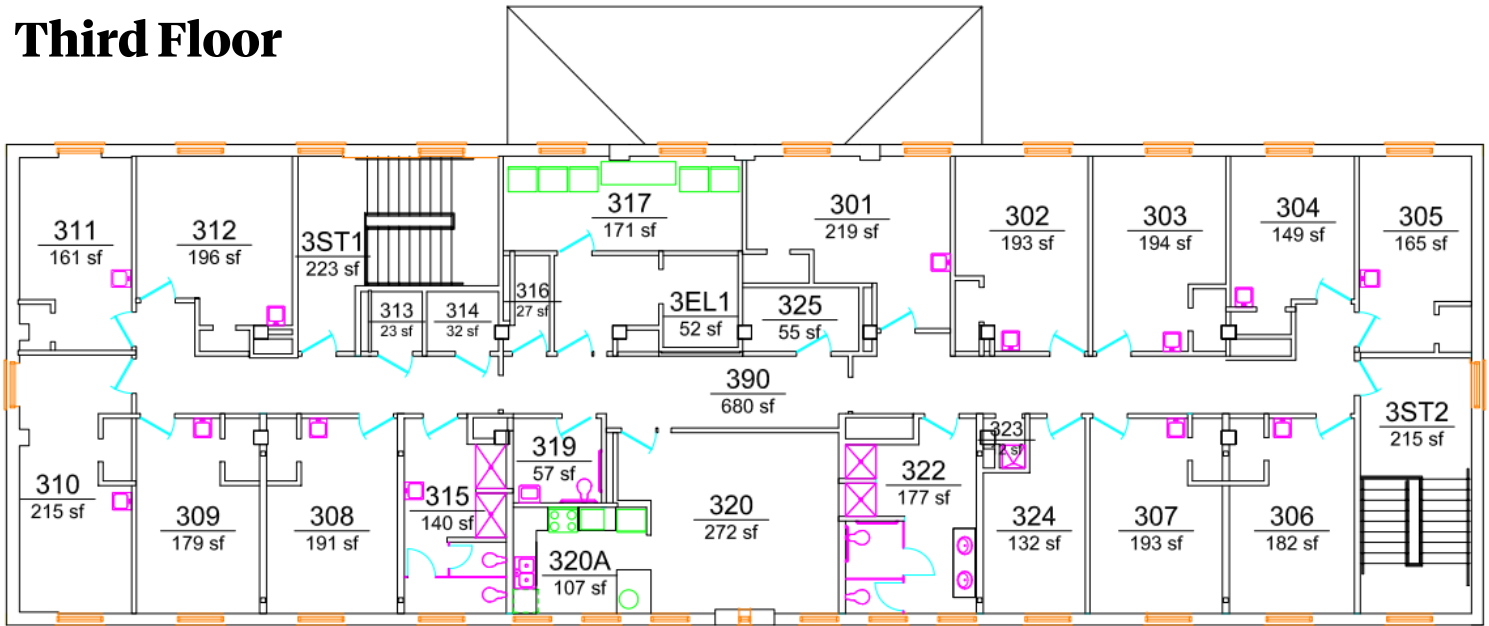 Third Floor
311
161 sf
312
196 sf
3ST1
223 sf
313
23 sf
314
32 sf
316
27 sf
317
171 sf
3EL1
52 sf
325
55 sf
301
219 sf
302
193 sf
303
194 sf
304
149 sf
305
165 sf
390
680 sf
310
215 sf
309
179 sf
308
191 sf
315
140 sf
319
57 sf
320A
107 sf
320
272 sf
322
177 sf
323
2 sf
324
132 sf
307
193 sf
306
182 sf
3ST2
215 sf